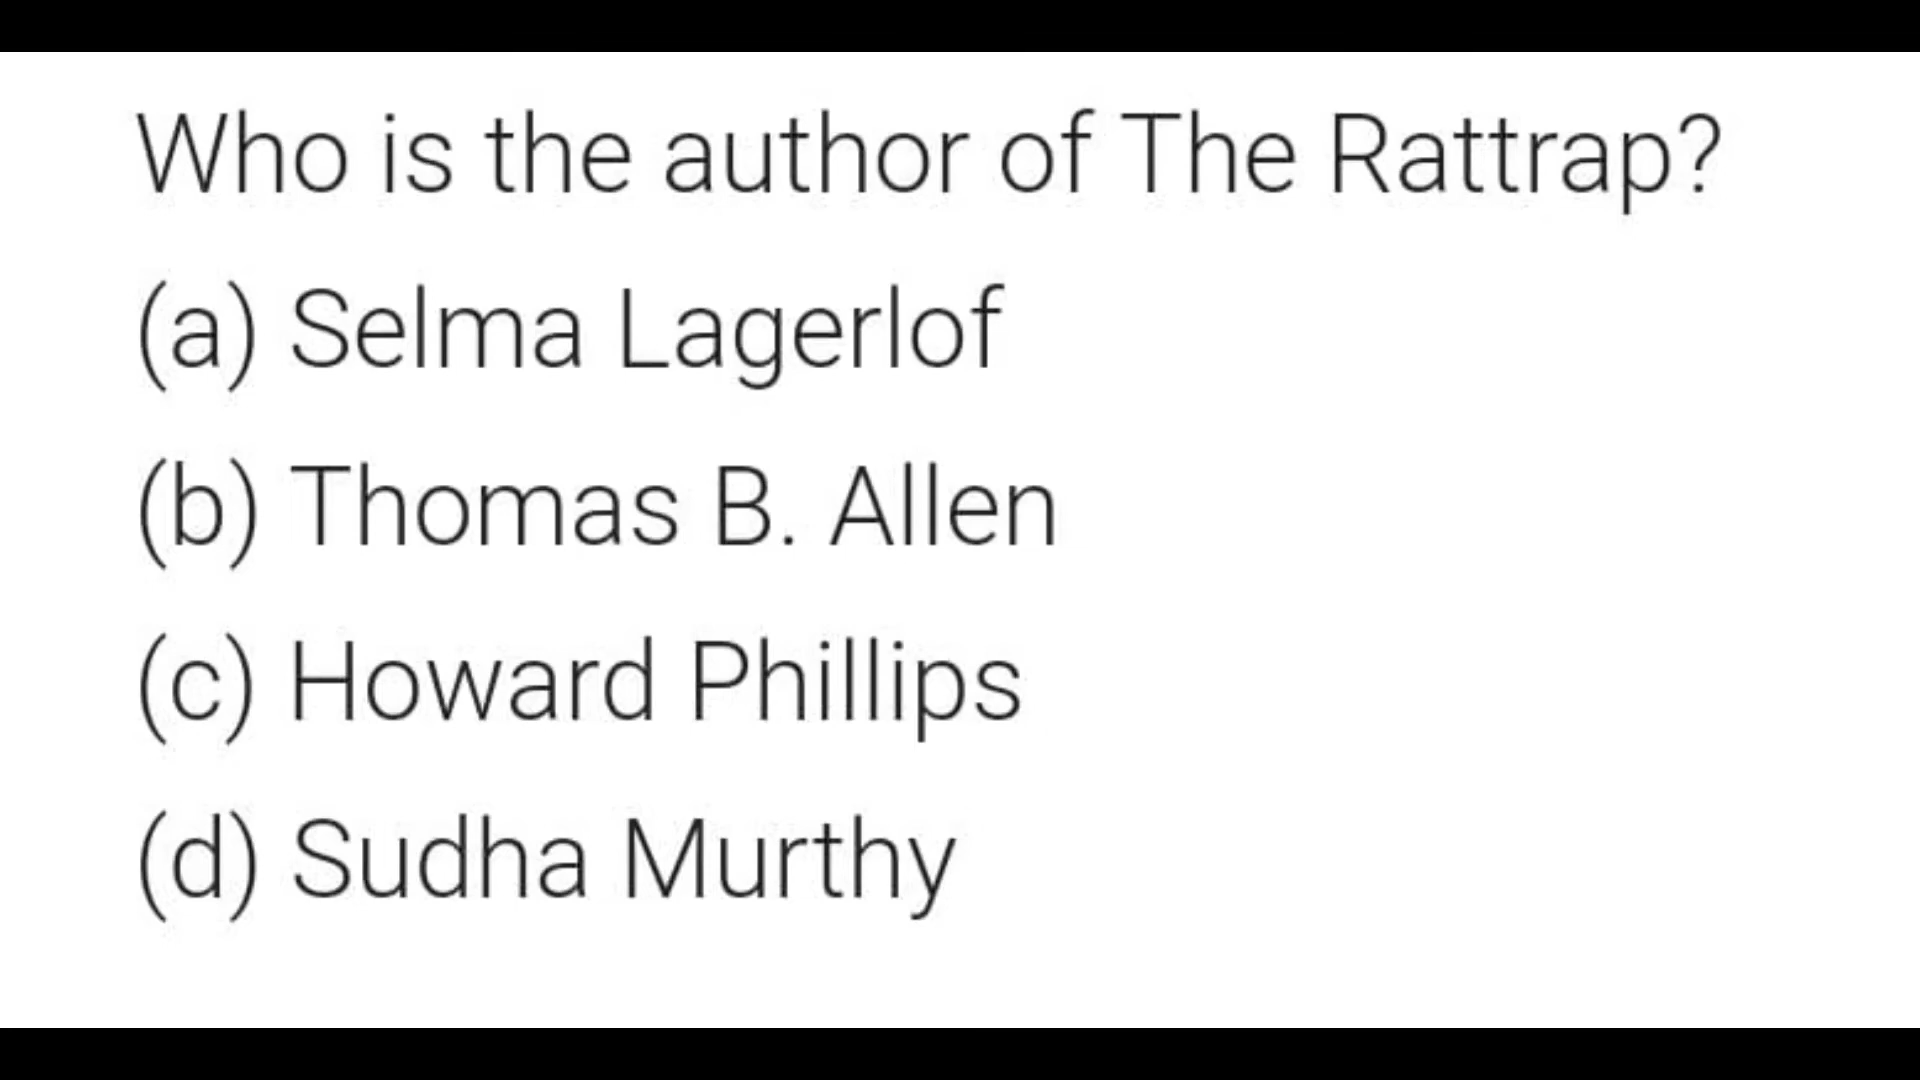 Who is the author of The Rattrap?
(a) Selma Lagerlof
(b) Thomas B. Allen
(c) Howard Phillips
(d) Sudha Murthy